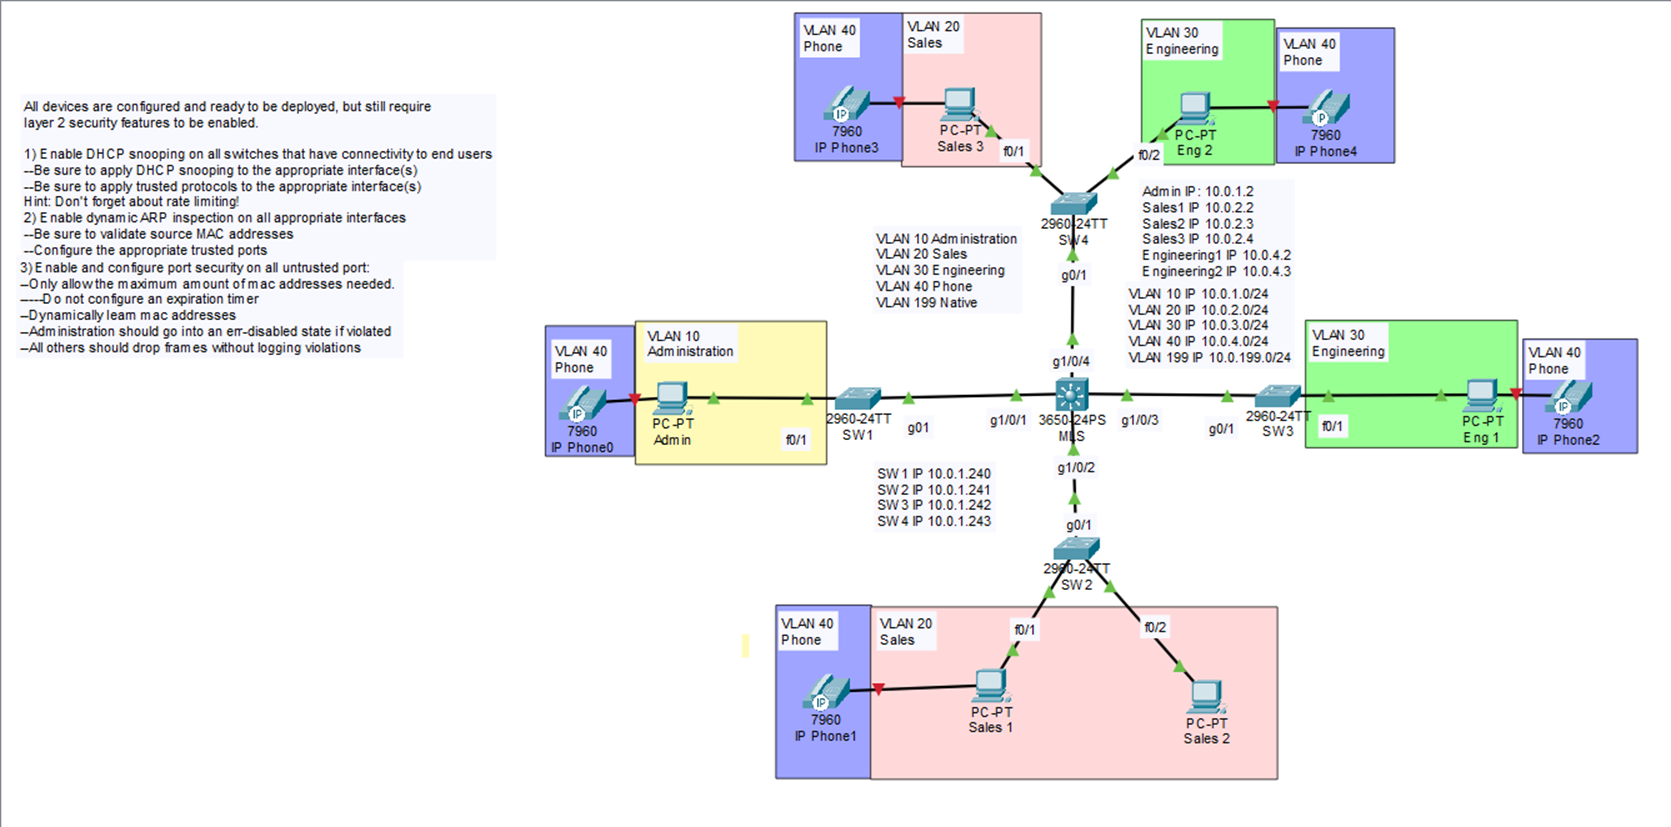 All devices are configured and ready to be deployed, but still require
layer 2 security features to be enabled.
1) Enable DHCP snooping on all switches that have connectivity to end users
--Be sure to apply DHCP snooping to the appropriate interface(s)
--Be sure to apply trusted protocols to the appropriate interface(s)
Hint: Don't forget about rate limiting!
2) Enable dynamic ARP inspection on all appropriate interfaces
--Be sure to validate source MAC addresses
--Configure the appropriate trusted ports
3) Enable and configure port security on all untrusted port:
--Only allow the maximum amount of mac addresses needed.
-----Do not configure an expiration timer
--Dynamically learn mac addresses
--Administration should go into an err-disabled state if violated
--All others should drop frames without logging violations
VLAN 40
Phone
VLAN 20
Sales
IP
7960
IP Phone3
PC-PT
Sales 3
f0/1
VLAN 30
Engineering
VLAN 40
Phone
PC-PT
Eng 2
IP
7960
IP Phone4
f0/2
2960-24TT
SW4
g0/1
Admin IP: 10.0.1.2
Sales1 IP 10.0.2.2
Sales2 IP 10.0.2.3
Sales3 IP 10.0.2.4
Engineering1 IP 10.0.4.2
Engineering2 IP 10.0.4.3
VLAN 10 Administration
VLAN 20 Sales
VLAN 30 Engineering
VLAN 40 Phone
VLAN 199 Native
VLAN 10 IP 10.0.1.0/24
VLAN 20 IP 10.0.2.0/24
VLAN 30 IP 10.0.3.0/24
VLAN 40 IP 10.0.4.0/24
VLAN 199 IP 10.0.199.0/24
VLAN 40
Phone
VLAN 10
Administration
IP
7960
IP Phone0
PC-PT
Admin
f0/1
2960-24TT
SW1
g01
g1/0/1
g1/0/4
3650-24PS
MLS
g1/0/3
g1/0/2
g0/1
2960-24TT
SW3
f0/1
VLAN 30
Engineering
PC-PT
Eng 1
VLAN 40
Phone
IP
7960
IP Phone2
SW1 IP 10.0.1.240
SW2 IP 10.0.1.241
SW3 IP 10.0.1.242
SW4 IP 10.0.1.243
g0/1
2960-24TT
SW2
VLAN 40
Phone
VLAN 20
Sales
f0/1
f0/2
IP
7960
IP Phone1
PC-PT
Sales 1
PC-PT
Sales 2